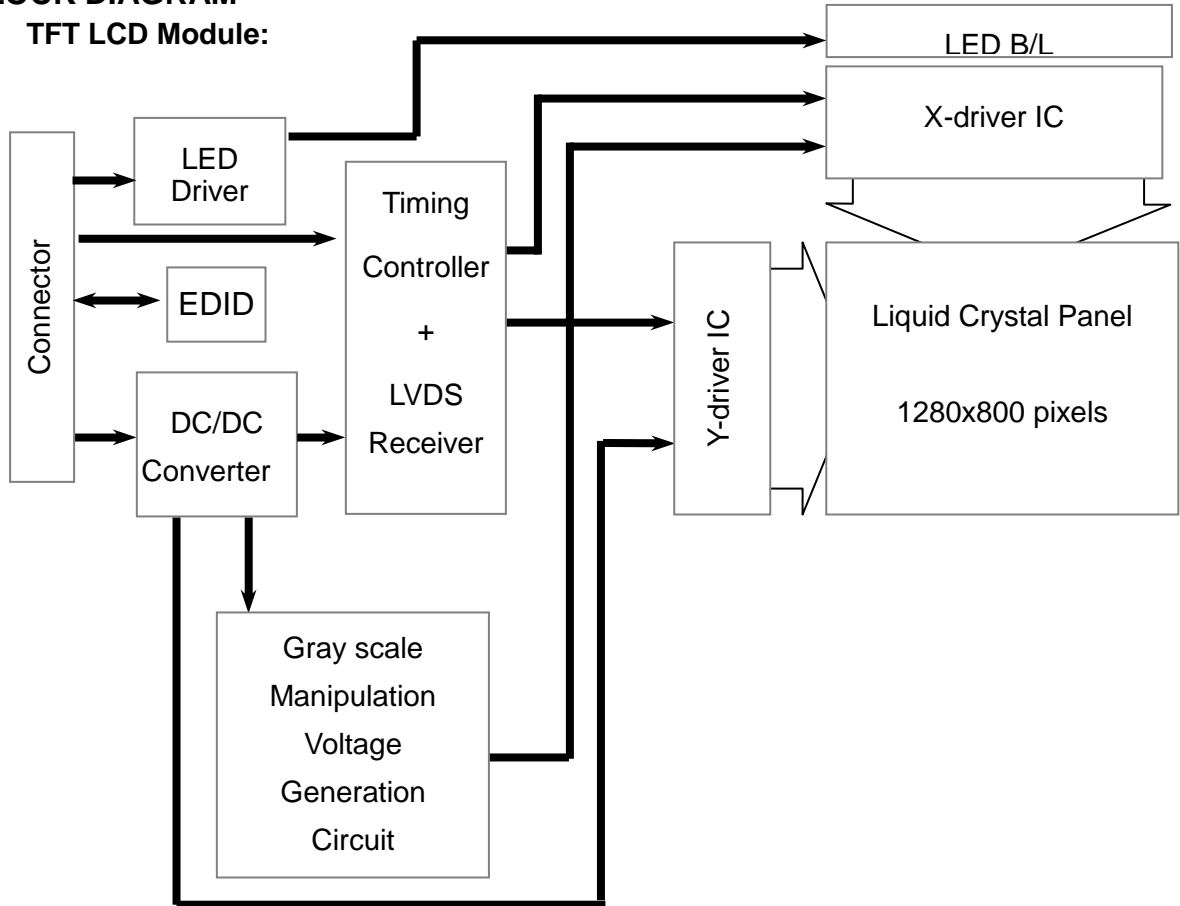 TFT LCD Module:
LED B/L
X-driver IC
LED
Driver
Timing
Controller
+
LVDS
Receiver
Connector
EDID
DC/DC
Converter
Y-driver IC
Liquid Crystal Panel
1280x800 pixels
Gray scale
Manipulation
Voltage
Generation
Circuit